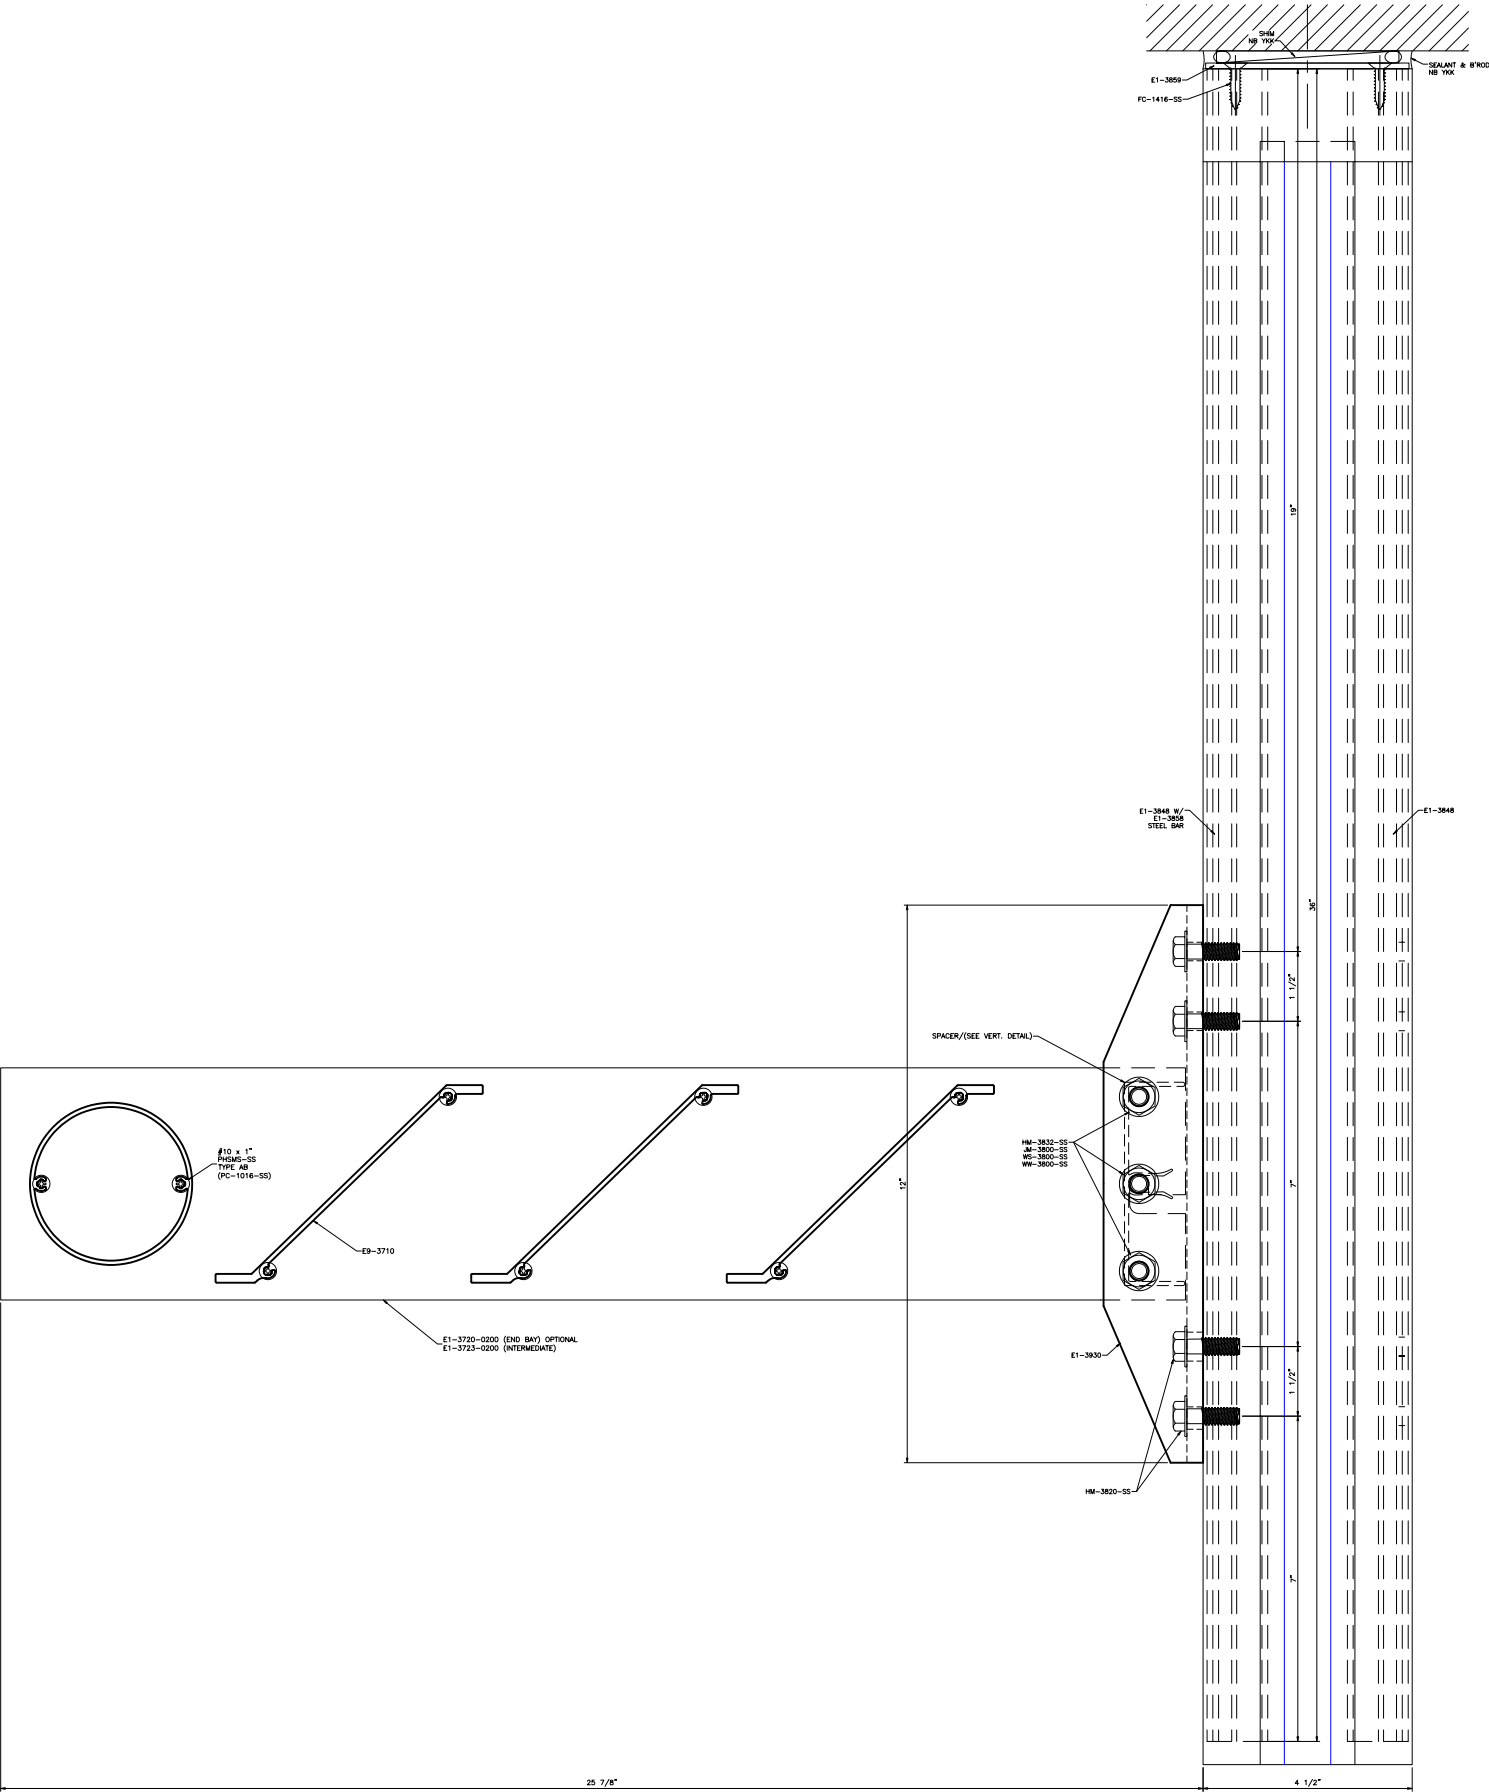 SHIM
NB YKK
SEALANT & B'ROD
NB YKK
E1-3859
FC-1416-SS
19"
E1-3848 W/
E1-3858
STEEL BAR
E1-3848
36"
1 1/2"
SPACER/(SEE VERT. DETAIL)
HM-3832-SS
JM-3800-SS
WS-3800-SS
WW-3800-SS
#10 x 1"
PHSMS-SS
TYPE AB
(PC-1016-SS)
12"
7"
E9-3710
E1-3720-0200 (END BAY) OPTIONAL
E1-3723-0200 (INTERMEDIATE)
E1-3930
1 1/2"
HM-3820-SS
7"
25 7/8"
4 1/2"